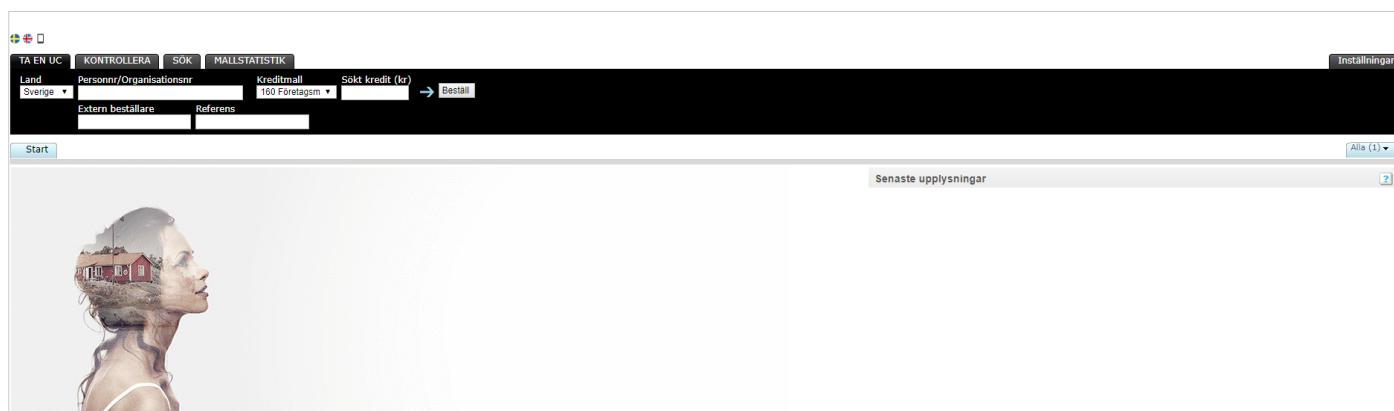 TA EN UC KONTROLLERA SÖK MALLSTATISTIK Inställningar
Land Personnr/Organisationsnr Kreditmall Sökt kredit (kr)
Sverige 160 Företagsm Beställ
Extern beställare Referens
Start Alla (1)
Senaste upplysningar ?